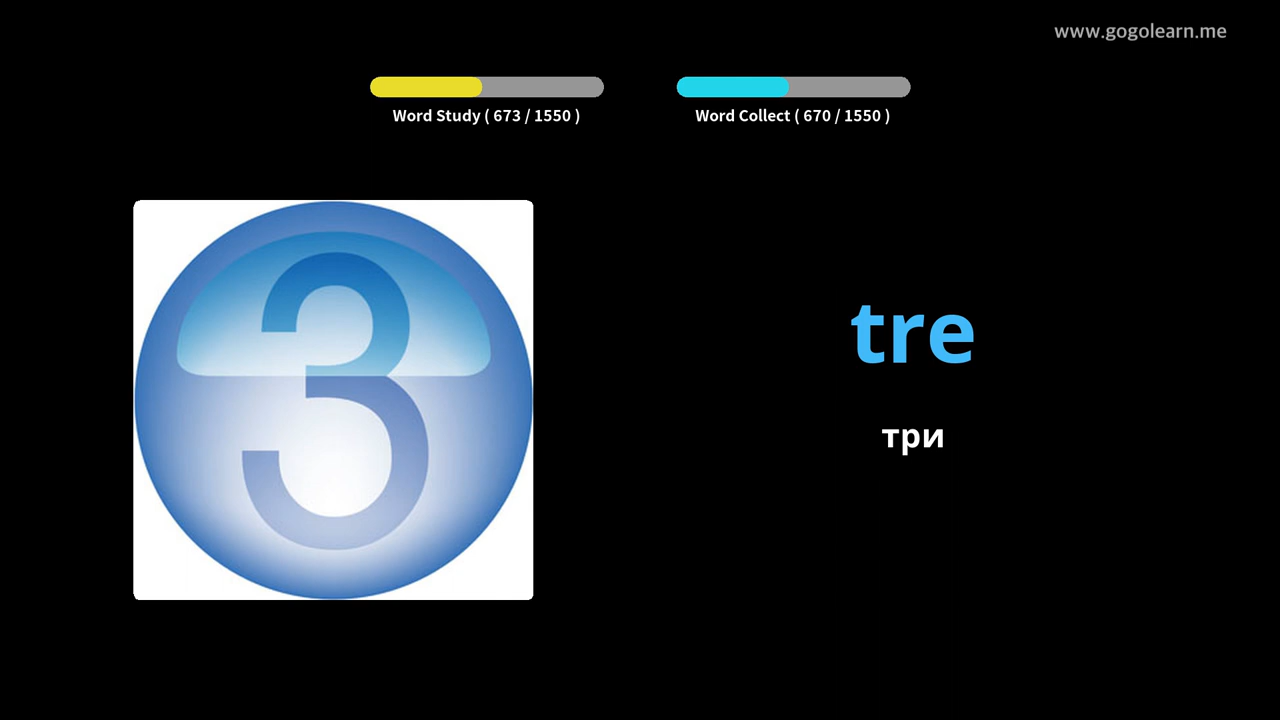 www.gogolearn.me
Word Study ( 673 / 1550 )
Word Collect ( 670 / 1550 )
3
tre
три